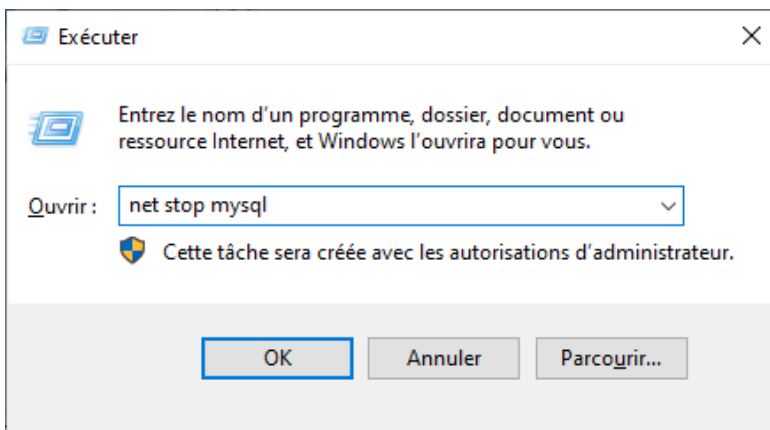 Exécuter
Entrez le nom d’un programme, dossier, document ou
ressource Internet, et Windows l’ouvrira pour vous.
Ouvrir :
net stop mysql
Cette tâche sera créée avec les autorisations d’administrateur.
OK
Annuler
Parcourir...